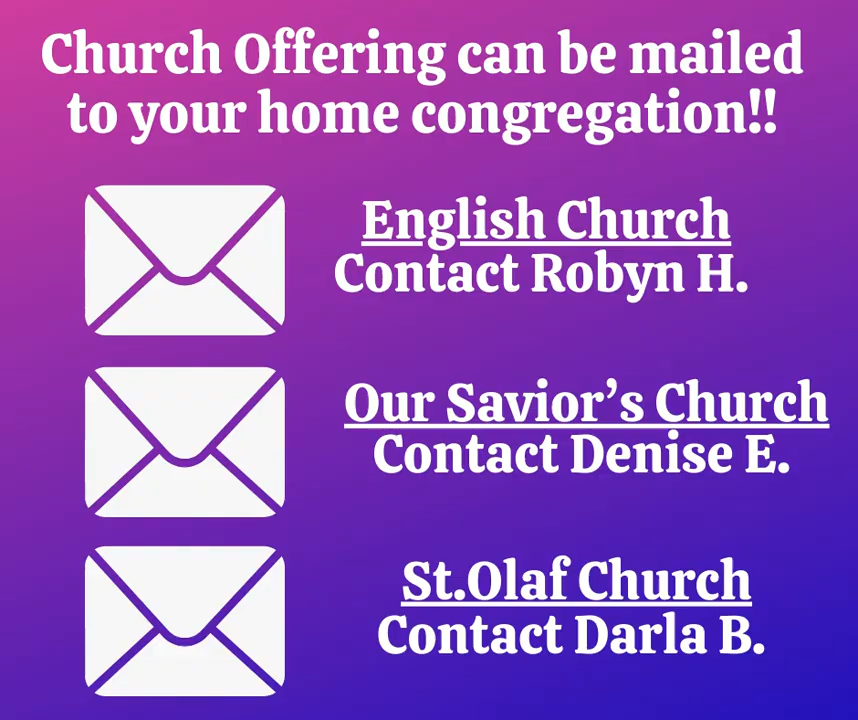 Church Offering can be mailed
to your home congregation!!
English Church
Contact Robyn H.
Our Savior’s Church
Contact Denise E.
St.Olaf Church
Contact Darla B.